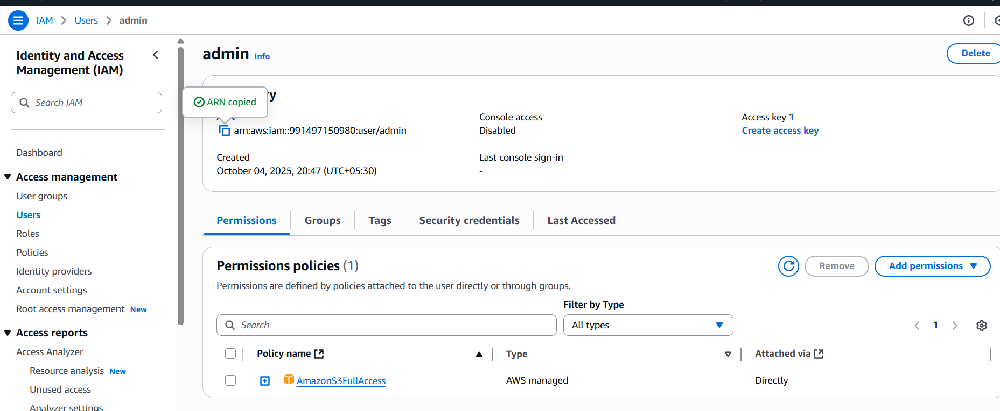 IAM > Users > admin
Identity and Access
Management (IAM)
Search IAM
Dashboard
Access management
User groups
Users
Roles
Policies
Identity providers
Account settings
Root access management New
Access reports
Access Analyzer
Resource analysis New
Unused access
Analyzer settings
admin Info
Delete
ARN copied
arn:aws:iam::991497150980:user/admin
Created
October 04, 2025, 20:47 (UTC+05:30)
Console access
Disabled
Last console sign-in
-
Access key 1
Create access key
Permissions
Groups
Tags
Security credentials
Last Accessed
Permissions policies (1)
Remove
Add permissions
Permissions are defined by policies attached to the user directly or through groups.
Filter by Type
Search
All types
1
Policy name
Type
Attached via
AmazonS3FullAccess
AWS managed
Directly